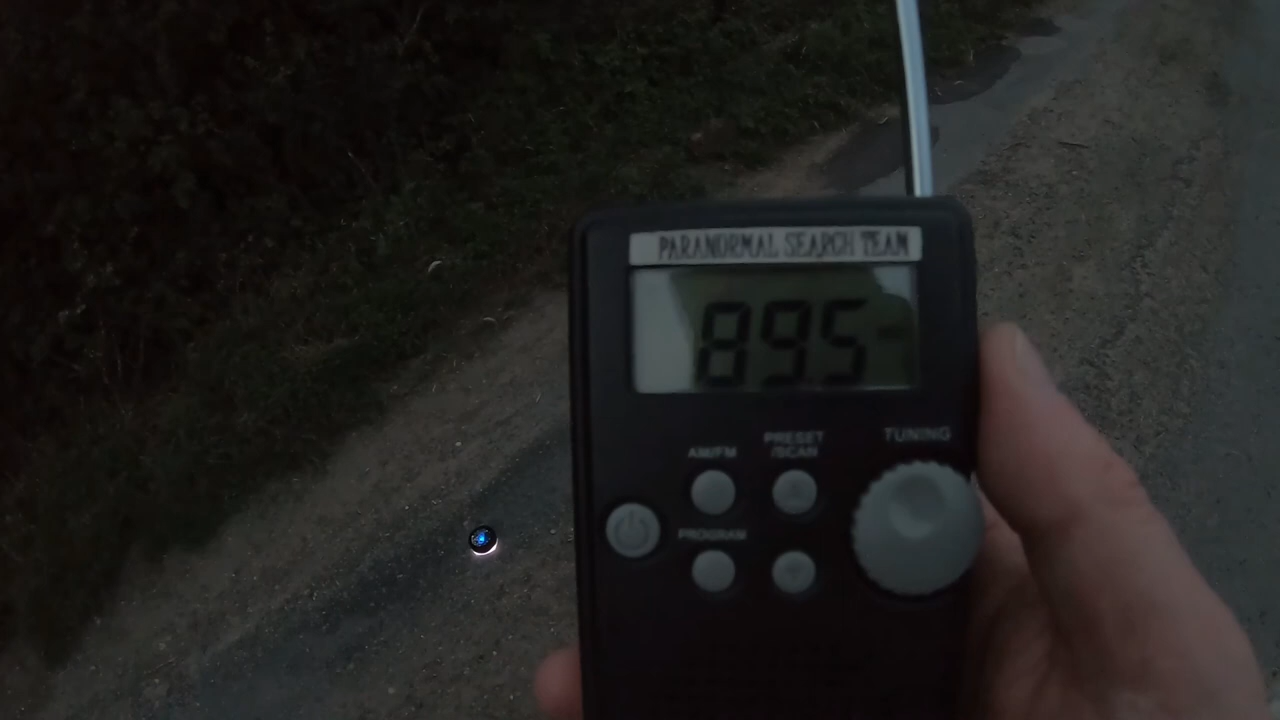 PARANORMAL SEARCH TEAM
895
PRESET
AM/FM /SCAN TUNING
PROGRAM